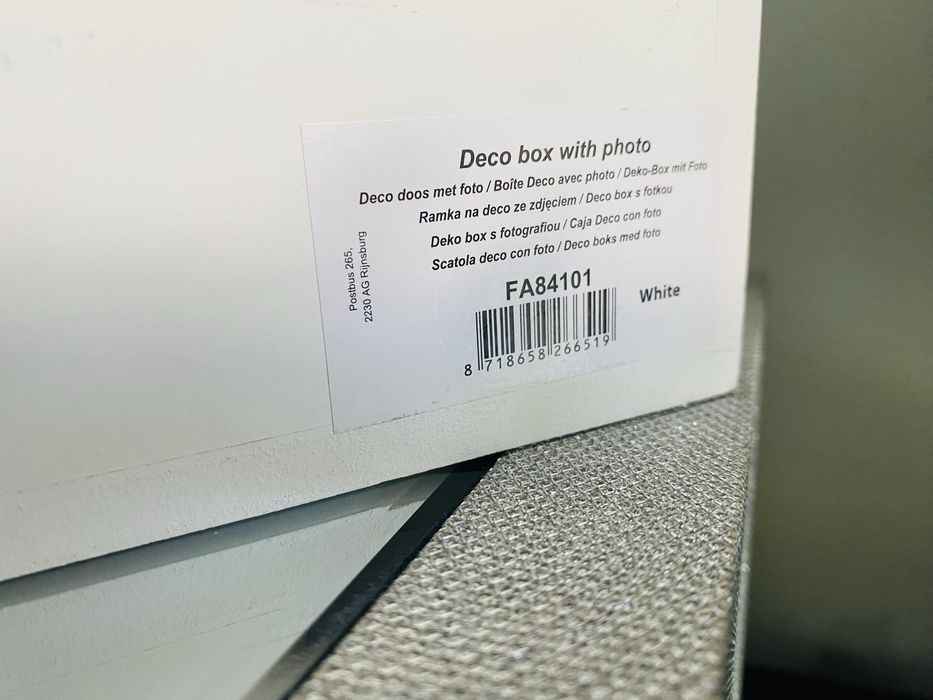 Deco box with photo
Deco doos met foto / Boîte Deco avec photo / Deko-Box mit Foto
Ramka na deco ze zdjęciem / Deco box s fotkou
Deko box s fotografiou / Caja Deco con foto
Scatola deco con foto / Deco boks med foto
Postbus 265,
2230 AG Rijnsburg
FA84101
White
8 718658 266519